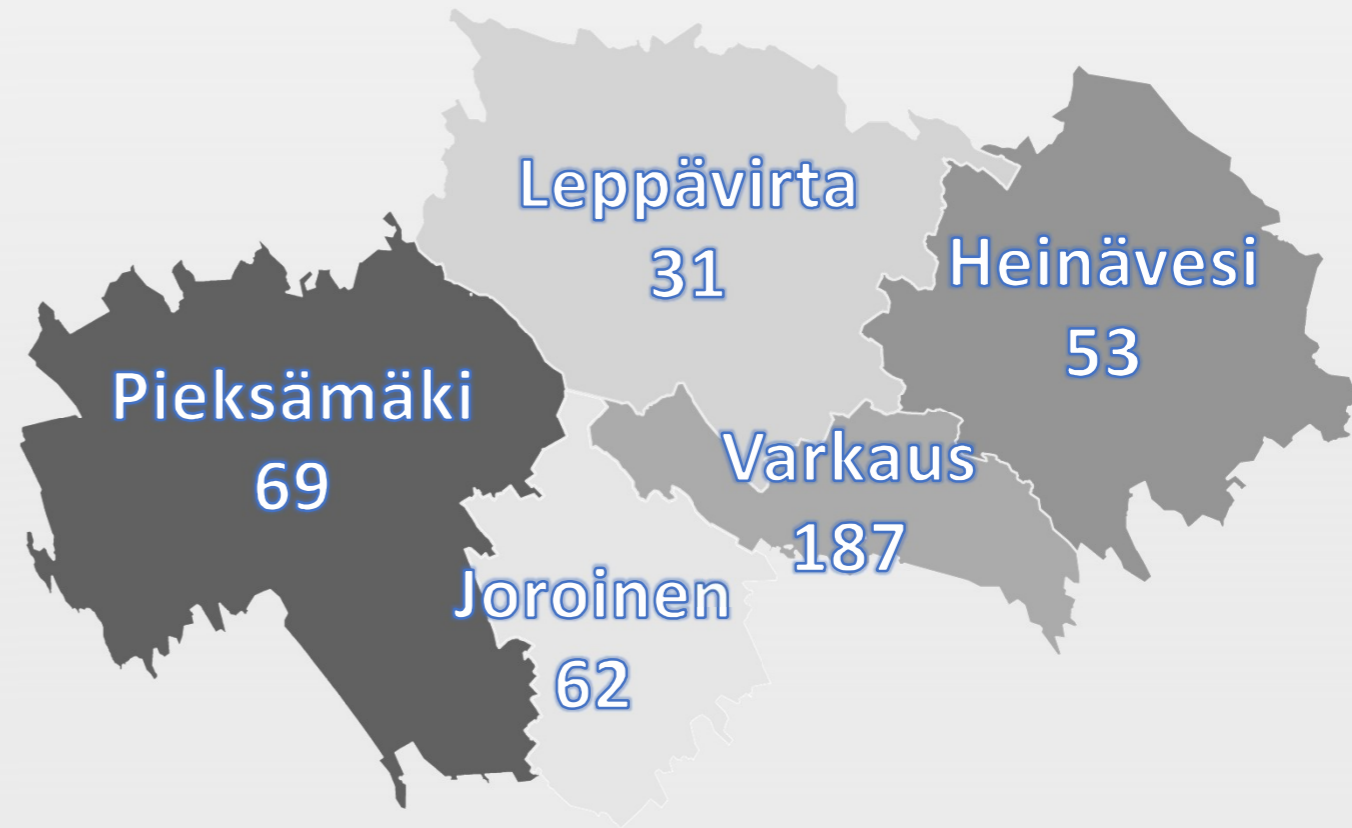 Leppävirta
31
Heinävesi
53
Pieksämäki
69
Varkaus
187
Joroinen
62